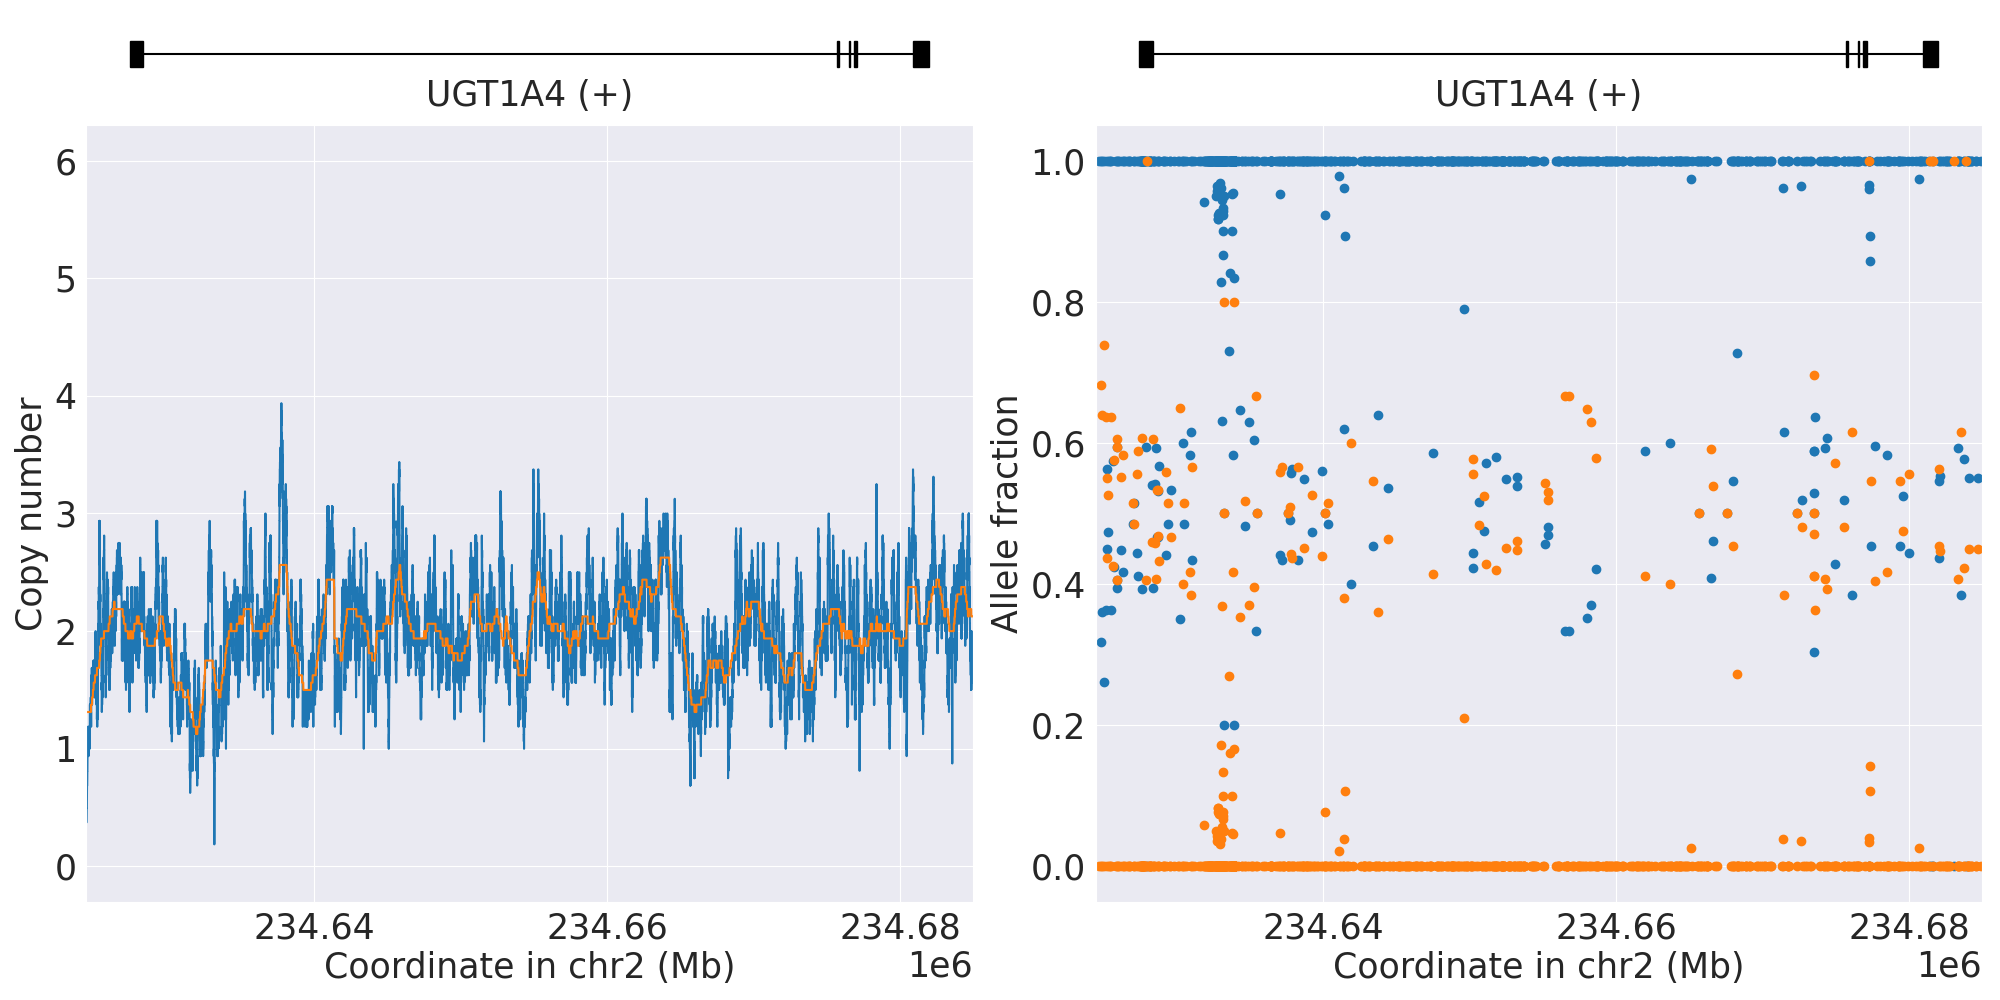 UGT1A4 (+)
Copy number
6
5
4
3
2
1
0
234.64 234.66 234.68
1e6
Coordinate in chr2 (Mb)
UGT1A4 (+)
Allele fraction
1.0
0.8
0.6
0.4
0.2
0.0
234.64 234.66 234.68
1e6
Coordinate in chr2 (Mb)